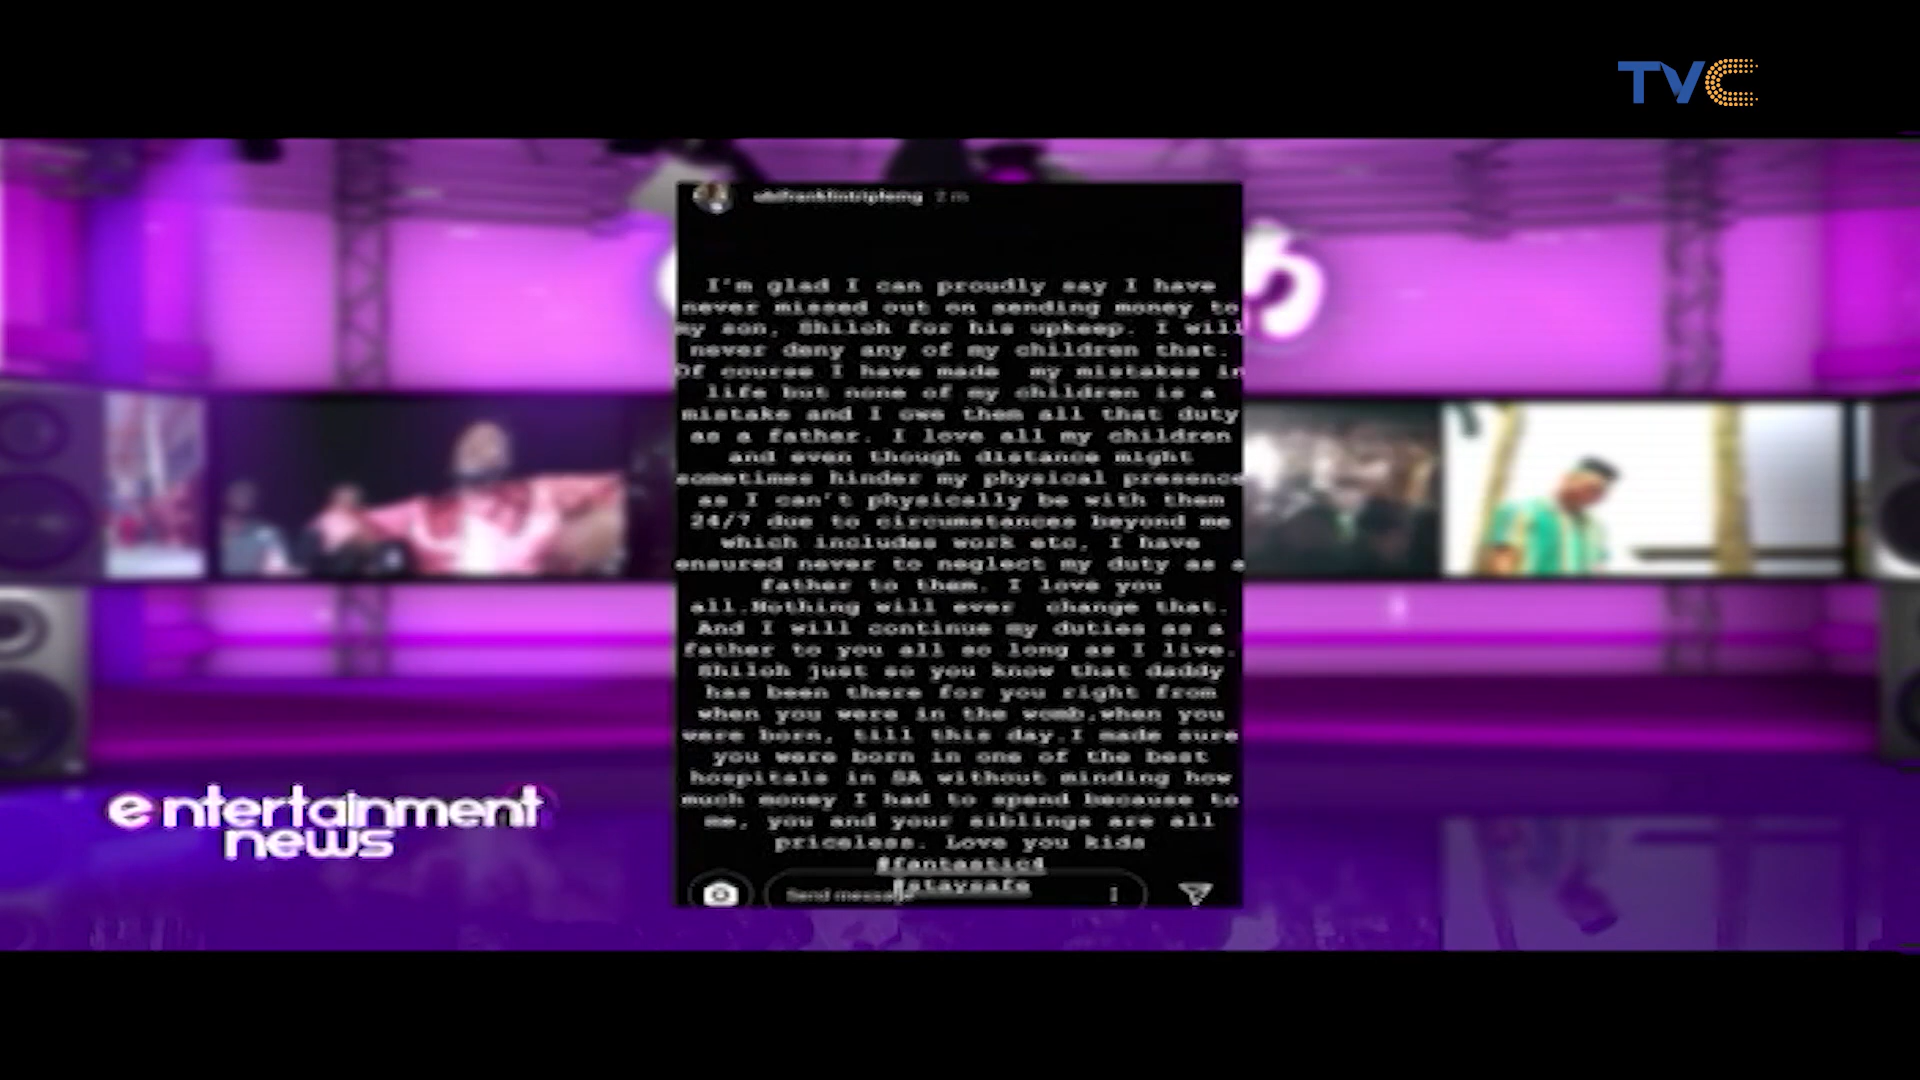 TVC
ubifranklintriplemg 2m
I'm glad I can proudly say I have
never missed out on sending money to
my son, Shiloh for his upkeep. I will
never deny any of my children that.
Of course I have made my mistakes in
life but none of my children is a
mistake and I owe them all that duty
as a father. I love all my children
and even though distance might
sometimes hinder my physical presence
as I can't physically be with them
24/7 due to circumstances beyond me
which includes work etc, I have
ensured never to neglect my duty as a
father to them. I love you
all.Nothing will ever change that.
And I will continue my duties as a
father to you all so long as I live.
Shiloh just so you know that daddy
has been there for you right from
when you were in the womb,when you
were born, till this day.I made sure
you were born in one of the best
hospitals in SA without minding how
much money I had to spend because to
me, you and your siblings are all
priceless. Love you kids
#fantastic4
#staysafe
Send message
entertainment
news